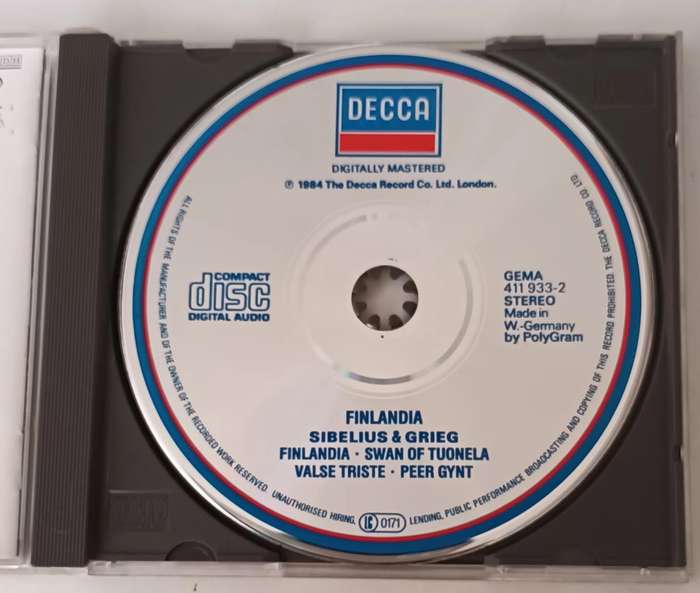 DECCA
DIGITALLY MASTERED
℗ 1984 The Decca Record Co. Ltd. London.
COMPACT
disc
DIGITAL AUDIO
GEMA
411 933-2
STEREO
Made in
W.-Germany
by PolyGram
FINLANDIA
SIBELIUS & GRIEG
FINLANDIA · SWAN OF TUONELA
VALSE TRISTE · PEER GYNT
ALL RIGHTS OF THE MANUFACTURER AND OF THE OWNER OF THE RECORDED WORK RESERVED. UNAUTHORISED HIRING, LC 0171 LENDING, PUBLIC PERFORMANCE BROADCASTING AND COPYING OF THIS RECORD PROHIBITED. THE DECCA RECORD CO. LTD.